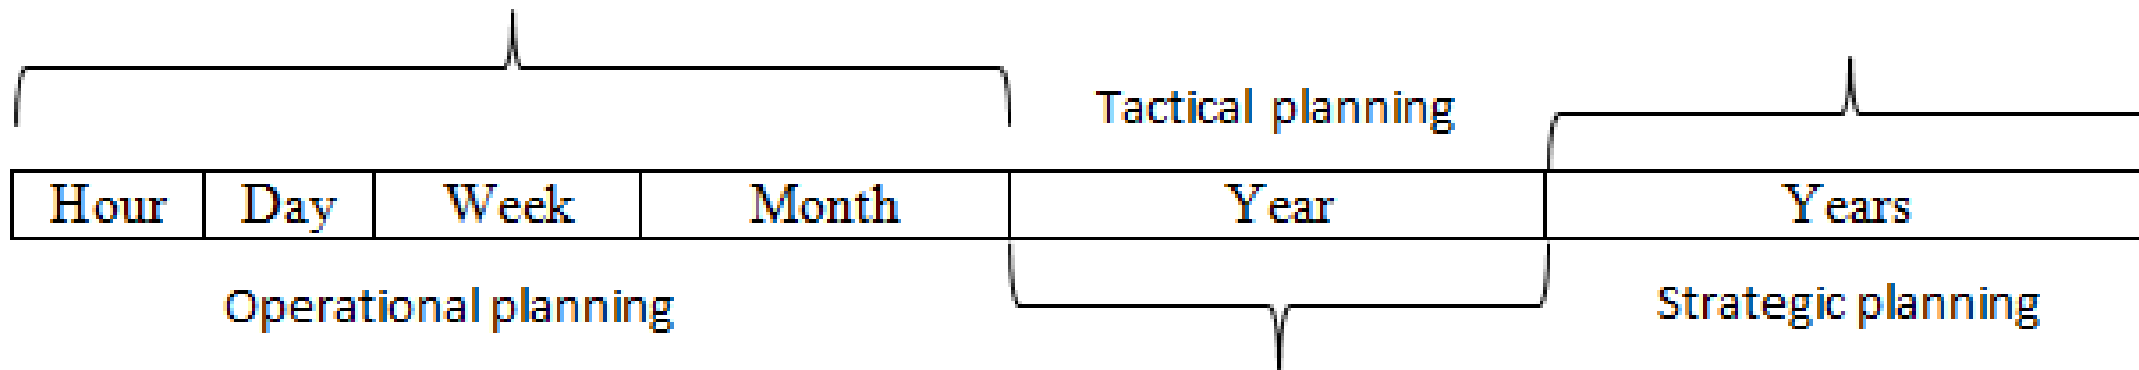 Tactical planning
Hour Day Week Month Year Years
Operational planning Strategic planning